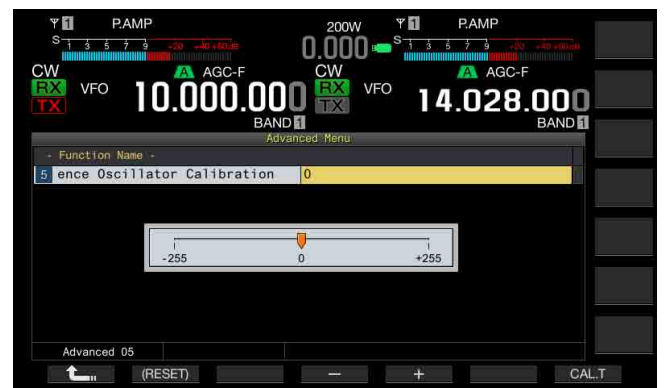 1 P.AMP 200W 1 P.AMP
S 1 3 5 7 9 +20 +40 +60dB 0.000 S 1 3 5 7 9 +20 +40 +60dB
CW A AGC-F CW A AGC-F
RX VFO 10.000.000 RX VFO 14.028.000
TX TX
BAND 1 BAND 1
Advanced Menu
- Function Name -
5 ence Oscillator Calibration 0
-255 0 +255
Advanced 05
(RESET) − + CAL.T